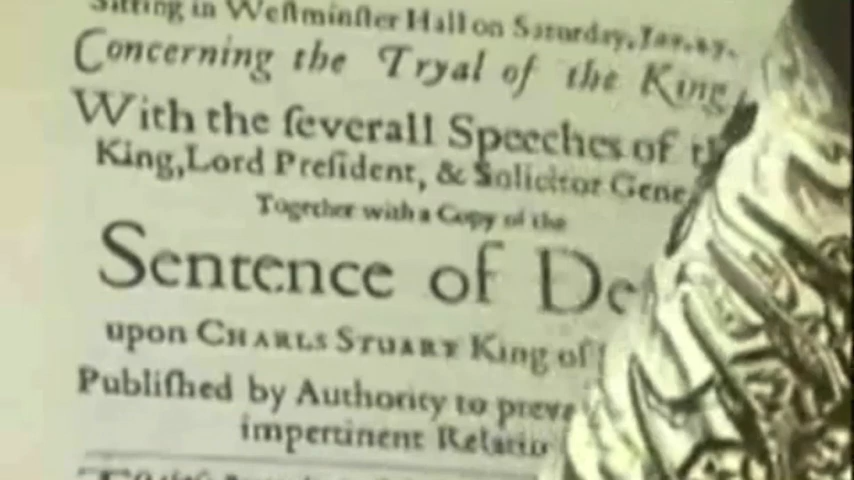 Sitting in Weſtminſter Hall on Saturday, Jan. 27.
Concerning the Tryal of the King,
With the ſeverall Speeches of
King, Lord Preſident, & Solicitor Gene
Together with a Copy of the
Sentence of De
upon CHARLS STUART King of
Publiſhed by Authority to preve
impertinent Relatio